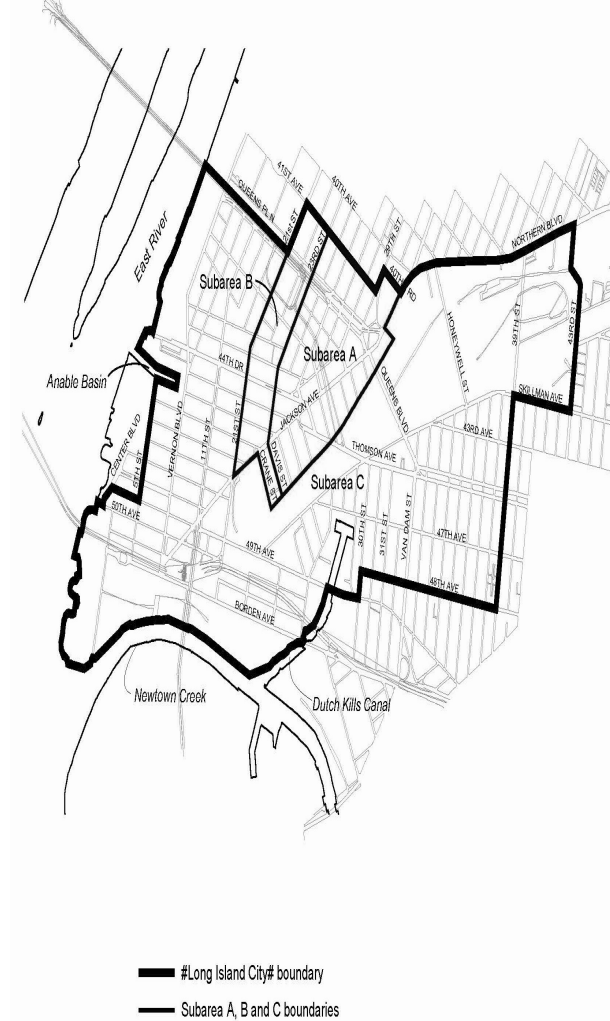 41ST AVE
40TH AVE
QUEENS PLN
21st ST
23RD ST
39TH ST
NORTHERN BLVD
East River
40TH RD
Subarea B
HONEYWELL ST
39TH ST
43RD ST
Subarea A
44TH DR
Anable Basin
JACKSON AVE
QUEENS BLVD
SKILLMAN AVE
CENTER BLVD
5TH ST
VERNON BLVD
11TH ST
21ST ST
43RD AVE
DAVIS ST
CRANE ST
THOMSON AVE
Subarea C
50TH AVE
30TH ST
31ST ST
VAN DAM ST
47TH AVE
49TH AVE
48TH AVE
BORDEN AVE
Newtown Creek
Dutch Kills Canal
#Long Island City# boundary
Subarea A, B and C boundaries